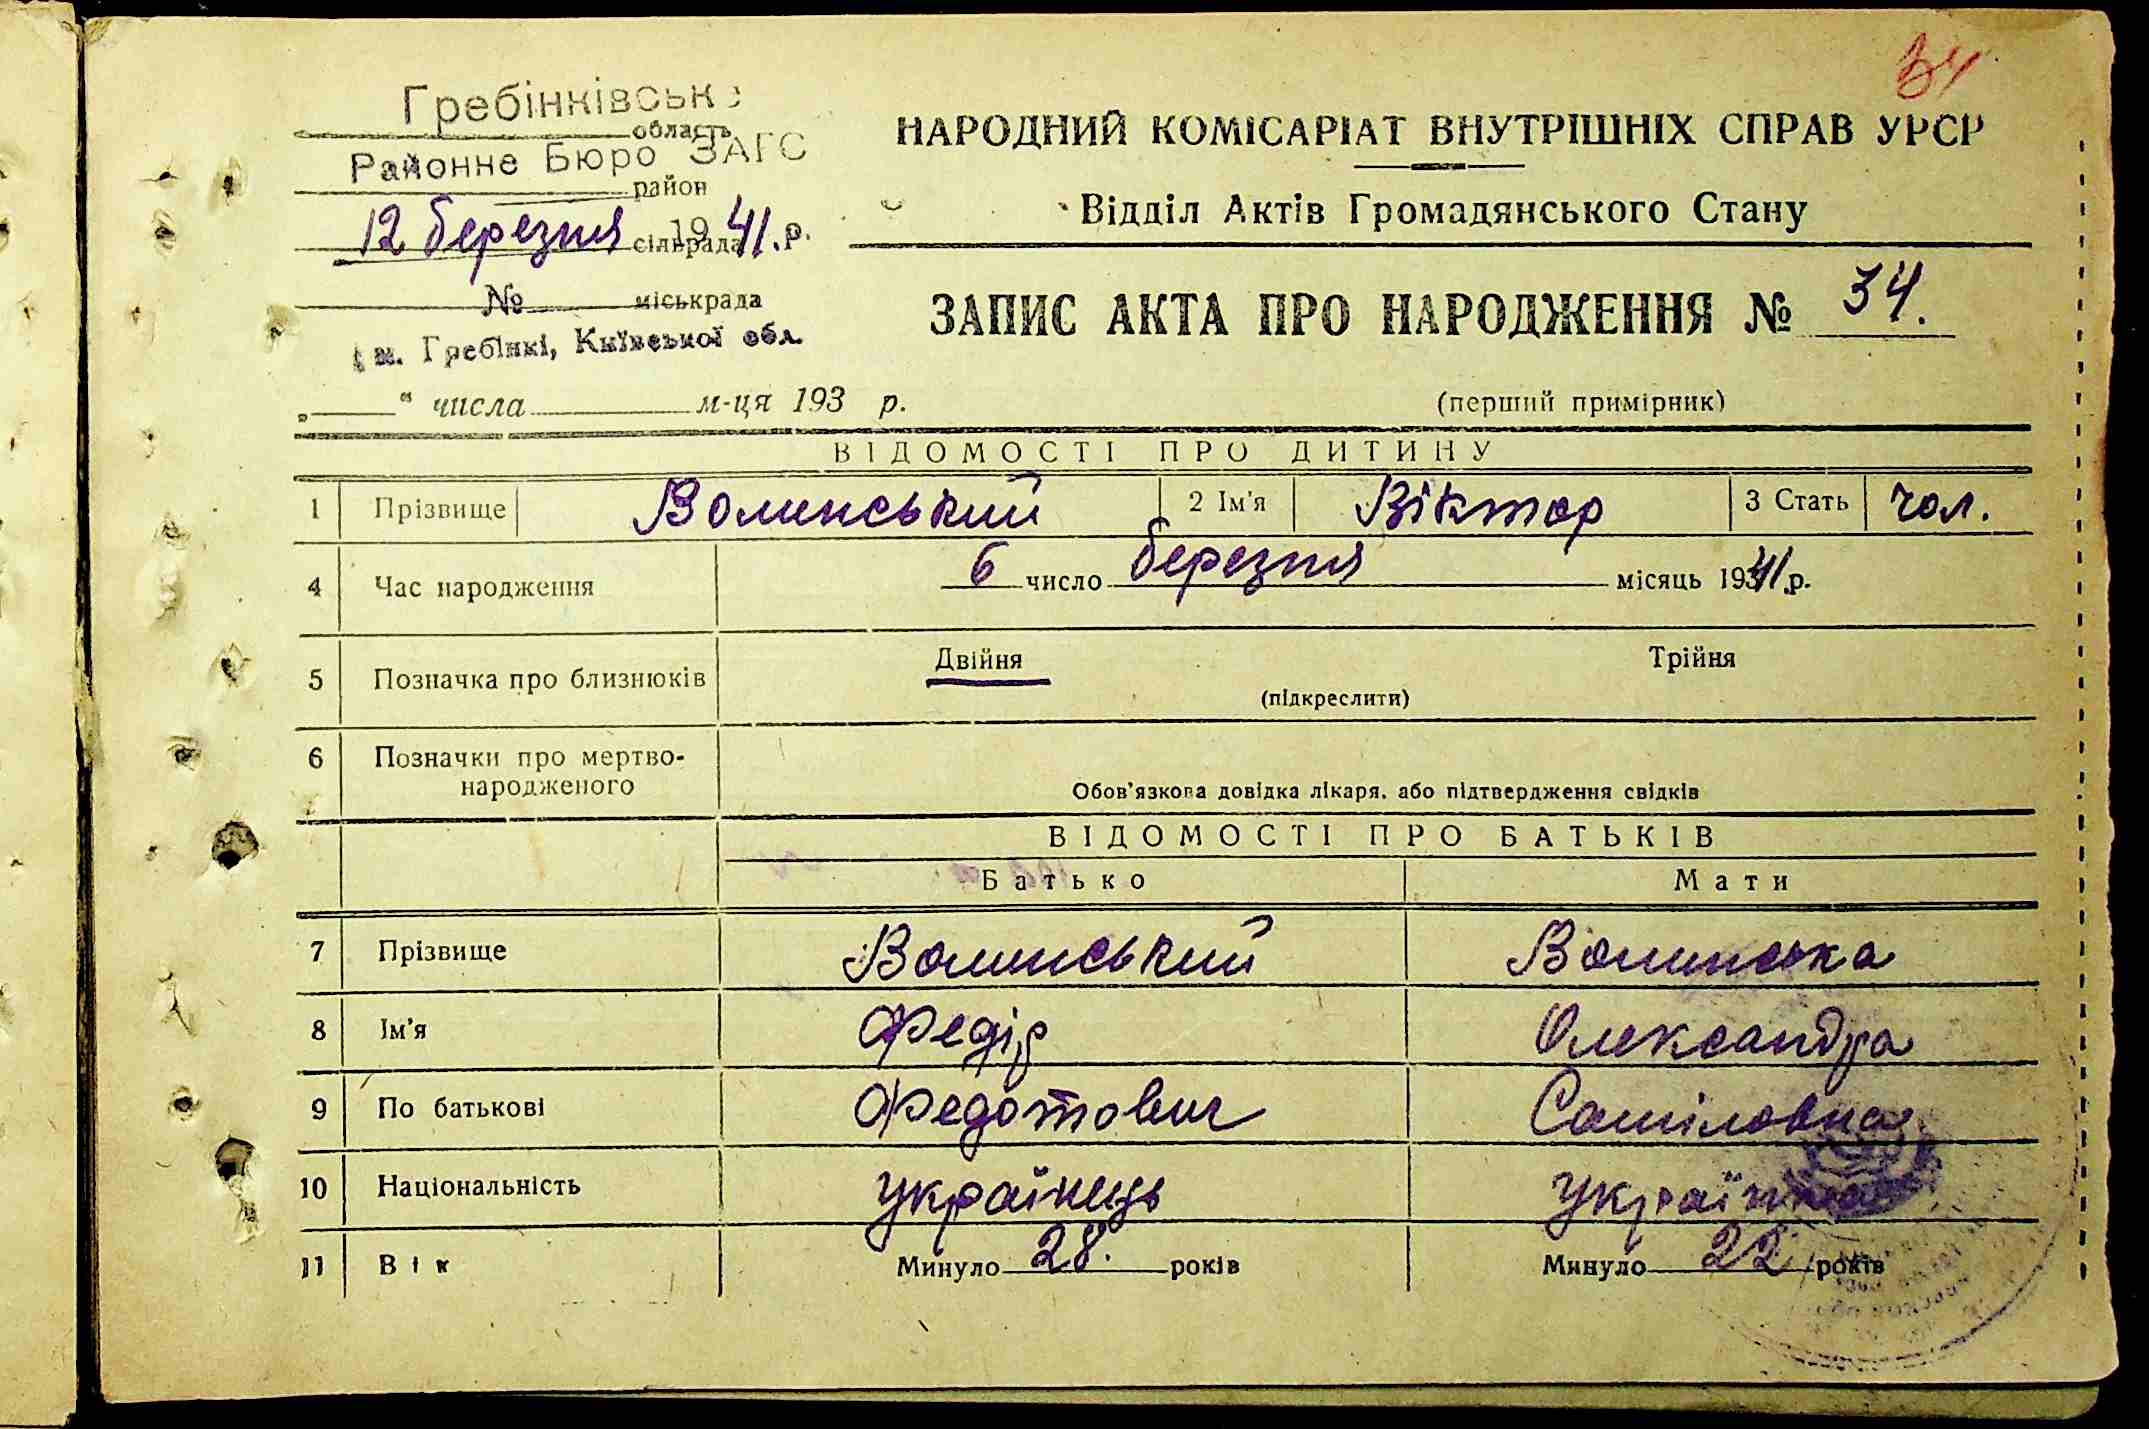 34
Гребінківське
область
Районне Бюро ЗАГС
район
12 березня 1941 р.
сільрада
№ міськрада
м. Гребінкі, Київської обл.
„ “ числа м-ця 193 р.
НАРОДНИЙ КОМІСАРІАТ ВНУТРІШНІХ СПРАВ УРСР
Відділ Актів Громадянського Стану
ЗАПИС АКТА ПРО НАРОДЖЕННЯ № 34.
(перший примірник)
ВІДОМОСТІ ПРО ДИТИНУ
1 Прізвище Волинський 2 Ім'я Віктор 3 Стать чол.
4 Час народження 6 число березня місяць 1941 р.
5 Позначка про близнюків Двійня Трійня
(підкреслити)
6 Позначки про мертво-
народженого
Обов'язкова довідка лікаря, або підтвердження свідків
ВІДОМОСТІ ПРО БАТЬКІВ
Батько Мати
7 Прізвище Волинський Волинська
8 Ім'я Федір Олександра
9 По батькові Федотович Саміловна
10 Національність українець українка
11 Вік Минуло 28. років Минуло 22 років